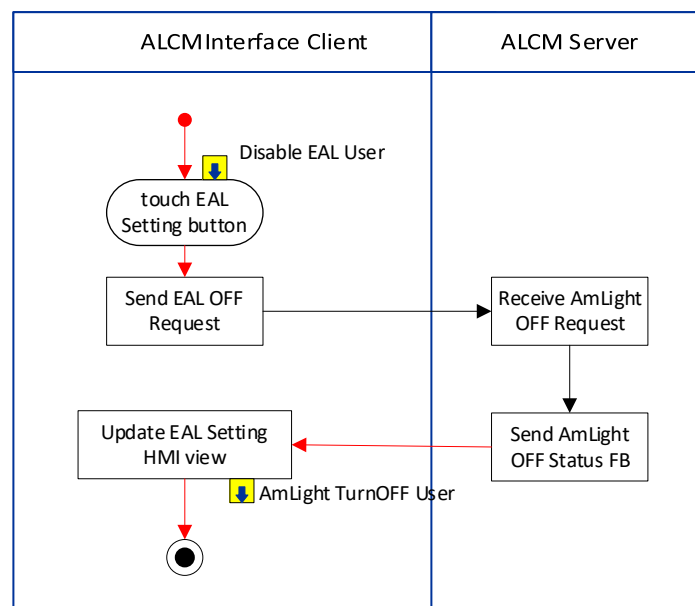 ALCMInterface Client
ALCM Server
Disable EAL User
touch EAL
Setting button
Send EAL OFF
Request
Receive AmLight
OFF Request
Update EAL Setting
HMI view
Send AmLight
OFF Status FB
AmLight TurnOFF User